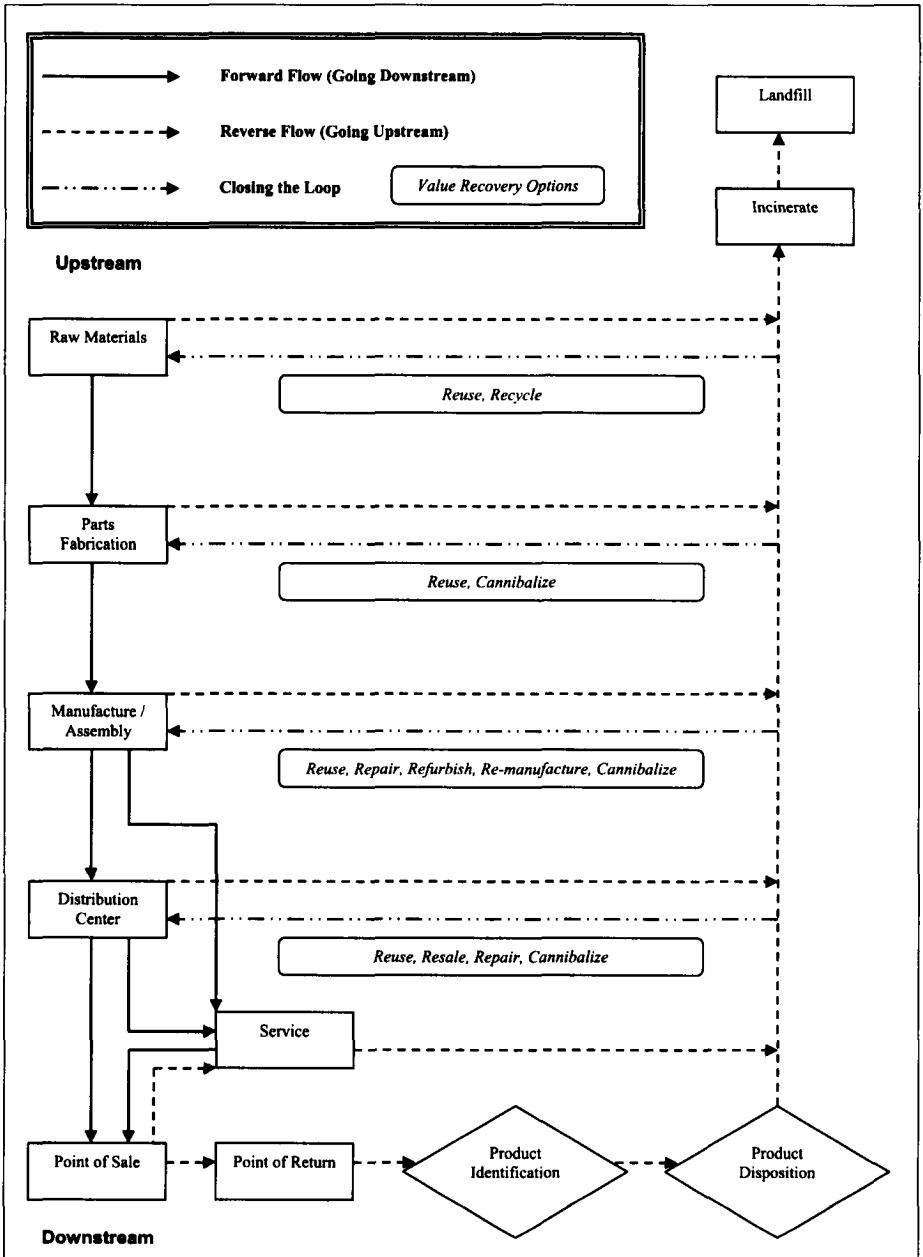 Forward Flow (Going Downstream)
Reverse Flow (Going Upstream)
Closing the Loop
Value Recovery Options
Landfill
Incinerate
Upstream
Raw Materials
Reuse, Recycle
Parts
Fabrication
Reuse, Cannibalize
Manufacture /
Assembly
Reuse, Repair, Refurbish, Re-manufacture, Cannibalize
Distribution
Center
Reuse, Resale, Repair, Cannibalize
Service
Point of Sale
Point of Return
Product
Identification
Product
Disposition
Downstream